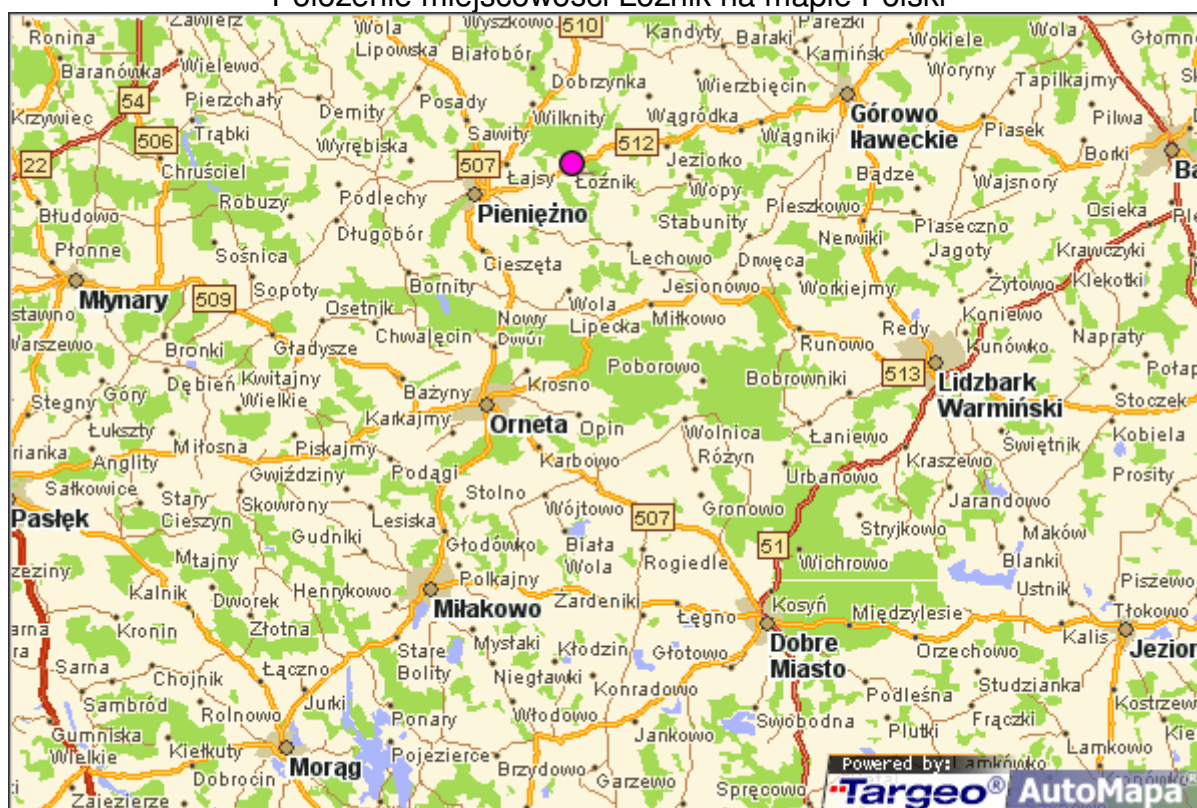 Położenie miejscowości Łoźnik na mapie Polski
Zawierz
Wola
Wyszkowo
510
Kandyty
Baraki
Parezki
Wokiele
Wola
Ronina
Lipowska
Białobór
Kamińsk
Baranówka
Wielewo
Dobrzynka
Wierzbięcin
Woryny
Tapilkajmy
54
Pierzchały
Demity
Posady
Wilknity
Wągródka
Górowo
Iławeckie
Pilwa
Krzywiec
506
Trąbki
Sawity
512
Wągniki
Piasek
Wyrębiska
507
Jeziorko
Borki
22
Chruściel
Łajsy
Łoźnik
Bądze
Wajsnory
Robuzy
Podlechy
Pieniężno
Wopy
Pieszkowo
Osieka
Błudowo
Długobór
Stabunity
Piaseczno
Płonne
Sośnica
Cieszęta
Lechowo
Drwęca
Nerwiki
Jagoty
Krawczyki
Młynary
509
Sopoty
Bornity
Jesionowo
Workiejmy
Żytowo
Klekotki
Osetnik
Nowy
Dwór
Wola
Lipecka
Miłkowo
Redy
Koniewo
Bronki
Gładysze
Chwalęcin
Runowo
Kunówko
Napraty
Dębień
Kwitajny
Wielkie
Krosno
Poborowo
Bobrowniki
513
Lidzbark
Warmiński
Góry
Stegny
Bażyny
Stoczek
Łukszty
Karkajmy
Orneta
Opin
Wolnica
Łaniewo
Świętnik
Kobiela
Anglity
Miłosna
Piskajmy
Karbowo
Różyn
Kraszewo
Gwiździny
Podągi
Urbanowo
Prosity
Sałkowice
Stary
Cieszyn
Skowrony
Stolno
Wójtowo
Gronowo
Jarandowo
Pasłęk
Gudniki
Lesiska
507
Stryjkowo
Maków
Mtajny
Głodówko
Biała
Wola
Rogiedle
51
Wichrowo
Blanki
Kalnik
Dworek
Hennykowo
Polkajny
Ustnik
Piszewo
Miłakowo
Żardeniki
Kosyń
Międzylesie
Tłokowo
Kronin
Złotna
Łęgno
Kalis
Mysłaki
Kłodzin
Głotowo
Dobre
Miasto
Orzechowo
Sarna
Chojnik
Łączno
Stare
Bolity
Niegławki
Konradowo
Podleśna
Studzianka
Sambród
Rolnowo
Jurki
Ponary
Włodowo
Swobodna
Frączki
Gumniska
Wielkie
Kiełkuty
Jankowo
Plutki
Lamkowo
Morąg
Pojezierce
Brzydowo
Dobrocin
Garzewo
Spręcowo
Zajezierze
Powered by:
Targeo® AutoMapa